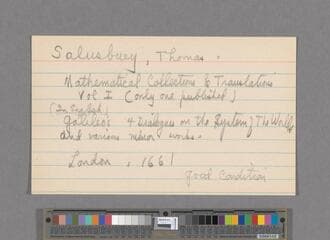 Salusbury, Thomas.
Mathematical Collections & Translations
Vol I (only one published)
(In English)
Galileo's 4 Dialogues on the System of The World
and various minor works.
London, 1661
good Condition